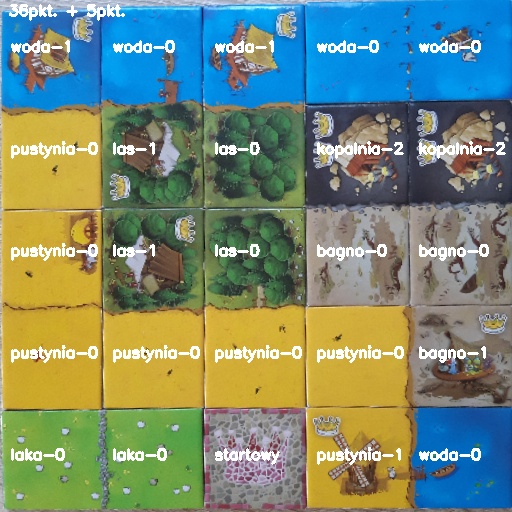 36pkt. + 5pkt.
woda-1 woda-0 woda-1 woda-0 woda-0
pustynia-0 las-1 las-0 kopalnia-2 kopalnia-2
pustynia-0 las-1 las-0 bagno-0 bagno-0
pustynia-0 pustynia-0 pustynia-0 pustynia-0 bagno-1
laka-0 laka-0 startowy pustynia-1 woda-0